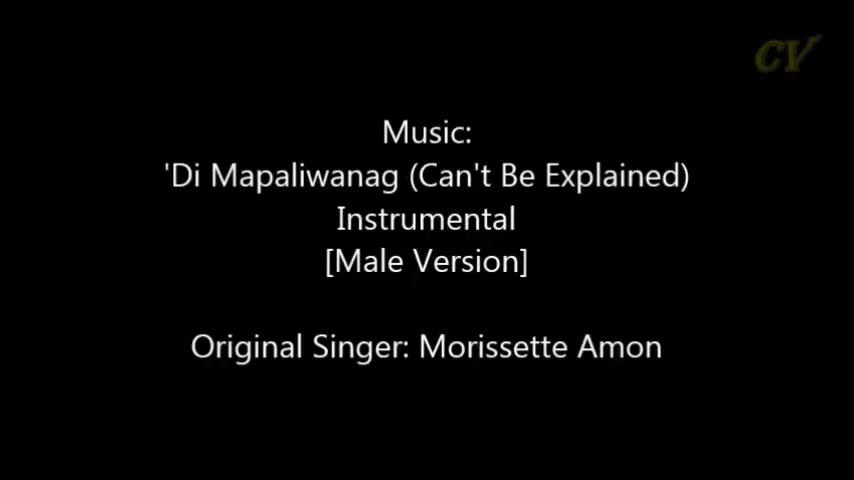 CV
Music:
'Di Mapaliwanag (Can't Be Explained)
Instrumental
[Male Version]
Original Singer: Morissette Amon